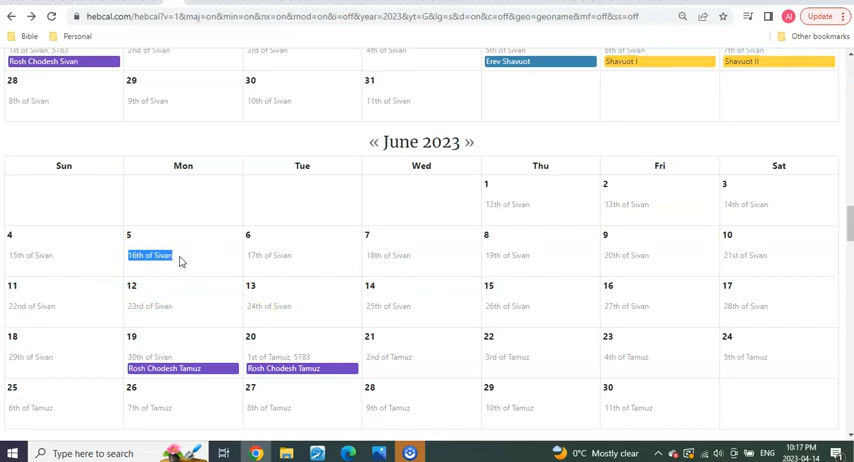 hebcal.com/hebcal?v=1&maj=on&min=on&nx=on&mod=on&i=off&year=2023&yt=G&lg=s&d=on&c=off&geo=geoname&mf=off&ss=off
AI
Update
Bible
Personal
Other bookmarks
1st of Sivan, 5783 2nd of Sivan 3rd of Sivan 4th of Sivan 5th of Sivan 6th of Sivan 7th of Sivan
Rosh Chodesh Sivan Erev Shavuot Shavuot I Shavuot II
28 29 30 31
8th of Sivan 9th of Sivan 10th of Sivan 11th of Sivan
« June 2023 »
Sun Mon Tue Wed Thu Fri Sat
1 2 3
12th of Sivan 13th of Sivan 14th of Sivan
4 5 6 7 8 9 10
15th of Sivan 16th of Sivan 17th of Sivan 18th of Sivan 19th of Sivan 20th of Sivan 21st of Sivan
11 12 13 14 15 16 17
22nd of Sivan 23rd of Sivan 24th of Sivan 25th of Sivan 26th of Sivan 27th of Sivan 28th of Sivan
18 19 20 21 22 23 24
29th of Sivan 30th of Sivan 1st of Tamuz, 5783 2nd of Tamuz 3rd of Tamuz 4th of Tamuz 5th of Tamuz
Rosh Chodesh Tamuz Rosh Chodesh Tamuz
25 26 27 28 29 30
6th of Tamuz 7th of Tamuz 8th of Tamuz 9th of Tamuz 10th of Tamuz 11th of Tamuz
Type here to search
0°C Mostly clear
ENG
10:17 PM
2023-04-14